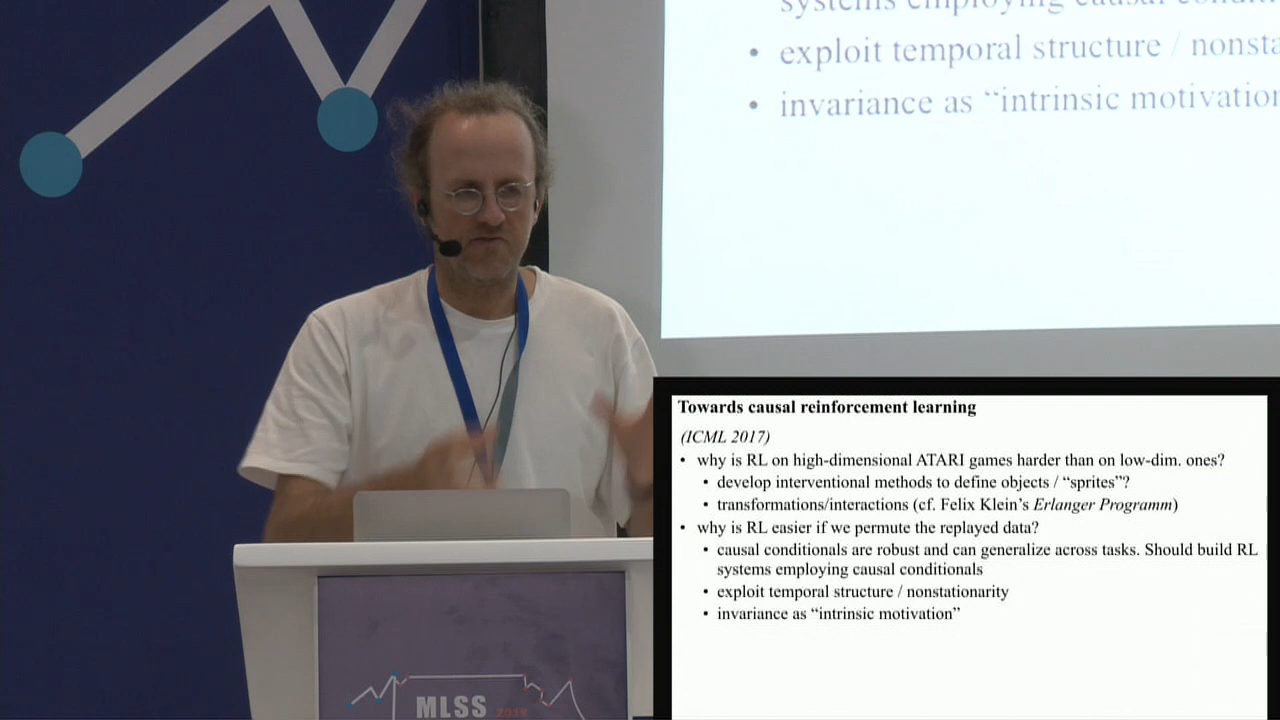 systems employing causal
• exploit temporal structure / nonsta
• invariance as “intrinsic motivation
Towards causal reinforcement learning
(ICML 2017)
• why is RL on high-dimensional ATARI games harder than on low-dim. ones?
• develop interventional methods to define objects / “sprites”?
• transformations/interactions (cf. Felix Klein’s Erlanger Programm)
• why is RL easier if we permute the replayed data?
• causal conditionals are robust and can generalize across tasks. Should build RL
systems employing causal conditionals
• exploit temporal structure / nonstationarity
• invariance as “intrinsic motivation”
MLSS